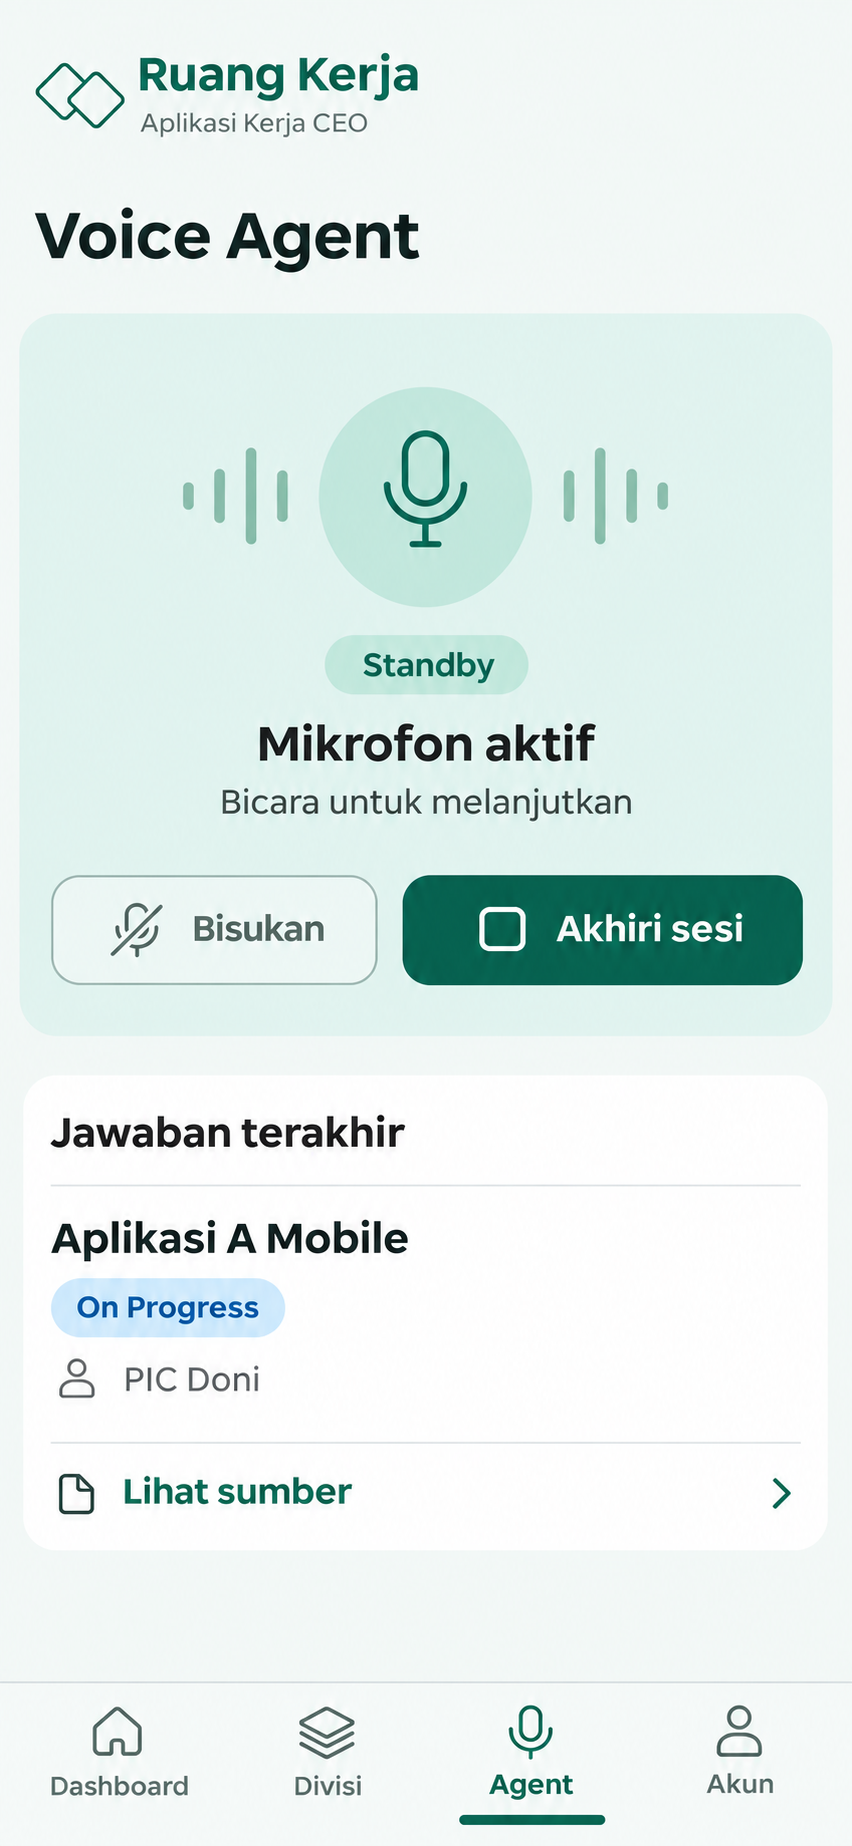 Ruang Kerja
Aplikasi Kerja CEO
Voice Agent
Standby
Mikrofon aktif
Bicara untuk melanjutkan
Bisukan
Akhiri sesi
Jawaban terakhir
Aplikasi A Mobile
On Progress
PIC Doni
Lihat sumber
Dashboard
Divisi
Agent
Akun